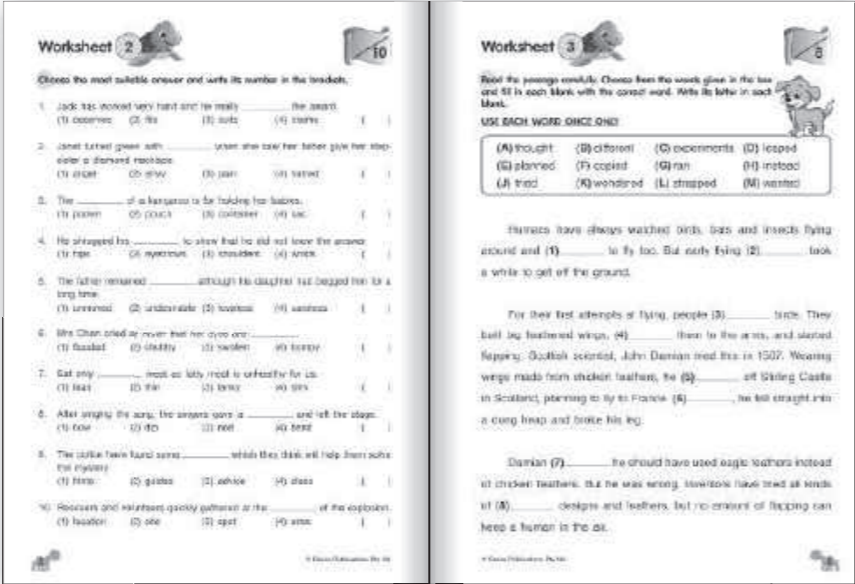 Worksheet 2
10
Choose the most suitable answer and write its number in the brackets.
1. Jack has worked very hard and he really ________ the award.
(1) deserves (2) fits (3) suits (4) claims ( )
2. Janet turned green with ________ when she saw her father give her step-
sister a diamond necklace.
(1) anger (2) envy (3) pain (4) hatred ( )
3. The ________ of a kangaroo is for holding her babies.
(1) pocket (2) pouch (3) container (4) sac ( )
4. He shrugged his ________ to show that he did not know the answer.
(1) hips (2) eyebrows (3) shoulders (4) wrists ( )
5. The father remained ________ although his daughter had begged him for a
long time.
(1) unmoved (2) undesirable (3) loveless (4) careless ( )
6. Mrs Chan cried so never that her eyes are ________
(1) flooded (2) chubby (3) swollen (4) bumpy ( )
7. Eat only ________ meat as fatty meat is unhealthy for us.
(1) lean (2) thin (3) lanky (4) slim ( )
8. After singing the song, the singers gave a ________ and left the stage.
(1) bow (2) dip (3) nod (4) bend ( )
9. The police have found some ________ which they think will help them solve
the mystery.
(1) hints (2) guides (3) advice (4) clues ( )
10. Rescuers and volunteers quickly gathered at the ________ of the explosion.
(1) location (2) site (3) spot (4) area ( )
Worksheet 3
8
Read the passage carefully. Choose from the words given in the box
and fill in each blank with the correct word. Write its letter in each
blank.
USE EACH WORD ONCE ONLY
(A) thought (B) different (C) experiments (D) leaped
(E) planned (F) copied (G) ran (H) instead
(J) tried (K) wondered (L) strapped (M) wanted
Humans have always watched birds, bats and insects flying
around and (1)________ to fly too. But early flying (2)________ took
a while to get off the ground.
For their first attempts at flying, people (3)________ birds. They
built big feathered wings, (4)________ them to the arms, and started
flapping. Scottish scientist, John Damian tried this in 1507. Wearing
wings made from chicken feathers, he (5)________ off Stirling Castle
in Scotland, planning to fly to France. (6)________, he fell straight into
a dung heap and broke his leg.
Damian (7)________ he should have used eagle feathers instead
of chicken feathers. But he was wrong. Inventors have tried all kinds
of (8)________ designs and feathers, but no amount of flapping can
keep a human in the air.